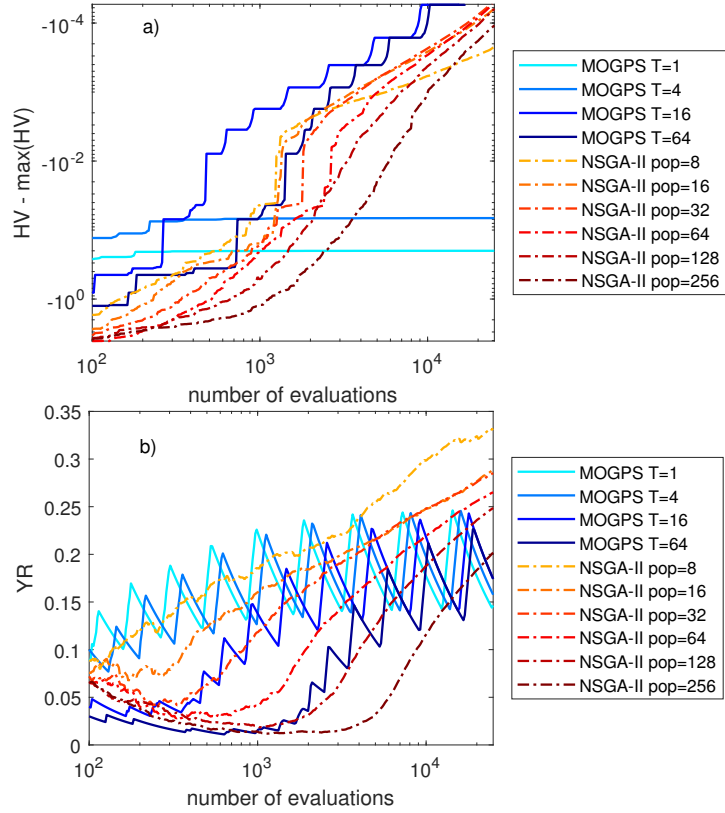 a)
HV - max(HV)
-10^-4
-10^-2
-10^0
10^2
10^3
10^4
number of evaluations
MOGPS T=1
MOGPS T=4
MOGPS T=16
MOGPS T=64
NSGA-II pop=8
NSGA-II pop=16
NSGA-II pop=32
NSGA-II pop=64
NSGA-II pop=128
NSGA-II pop=256
b)
YR
0.35
0.3
0.25
0.2
0.15
0.1
0.05
0
10^2
10^3
10^4
number of evaluations
MOGPS T=1
MOGPS T=4
MOGPS T=16
MOGPS T=64
NSGA-II pop=8
NSGA-II pop=16
NSGA-II pop=32
NSGA-II pop=64
NSGA-II pop=128
NSGA-II pop=256